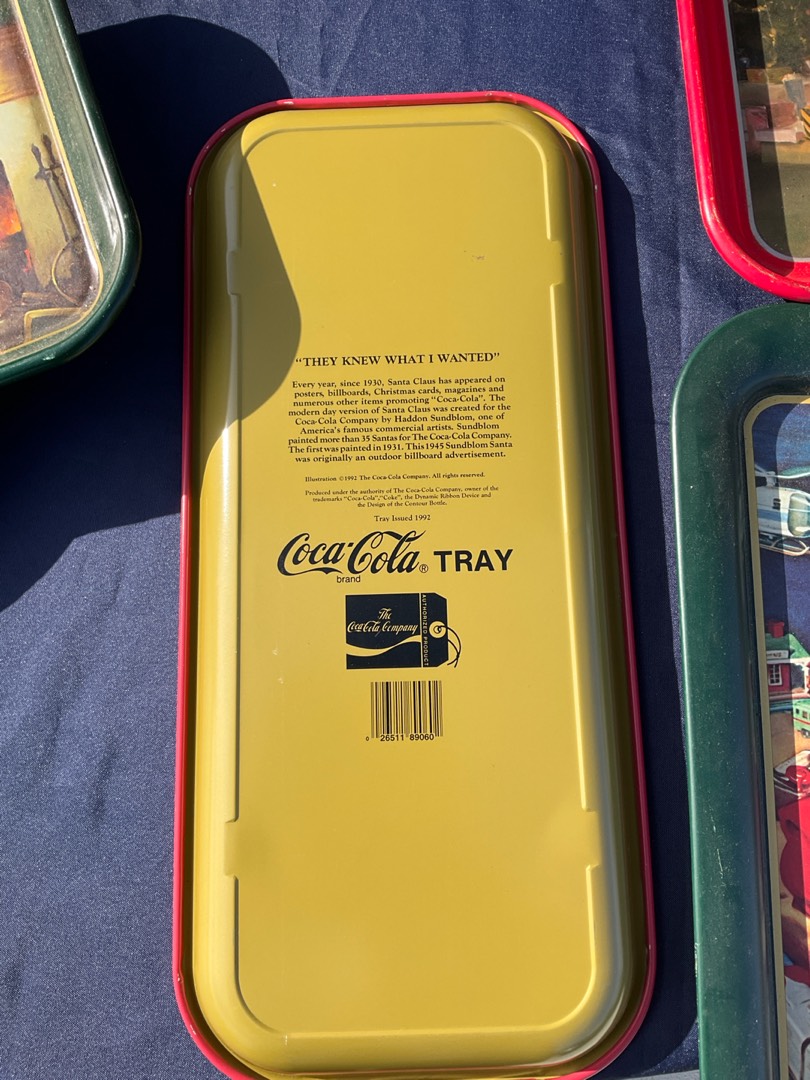 “THEY KNEW WHAT I WANTED”
Every year, since 1930, Santa Claus has appeared on
posters, billboards, Christmas cards, magazines and
numerous other items promoting “Coca-Cola”. The
modern day version of Santa Claus was created for the
Coca-Cola Company by Haddon Sundblom, one of
America's famous commercial artists. Sundblom
painted more than 35 Santas for The Coca-Cola Company.
The first was painted in 1931. This 1945 Sundblom Santa
was originally an outdoor billboard advertisement.
Illustration ©1992 The Coca-Cola Company. All rights reserved.
Produced under the authority of The Coca-Cola Company, owner of the
trademarks “Coca-Cola”,“Coke”, the Dynamic Ribbon Device and
the Design of the Contour Bottle.
Tray Issued 1992
Coca-Cola® TRAY
brand
The
Coca-Cola Company
AUTHORIZED PRODUCT
0 26511 89060